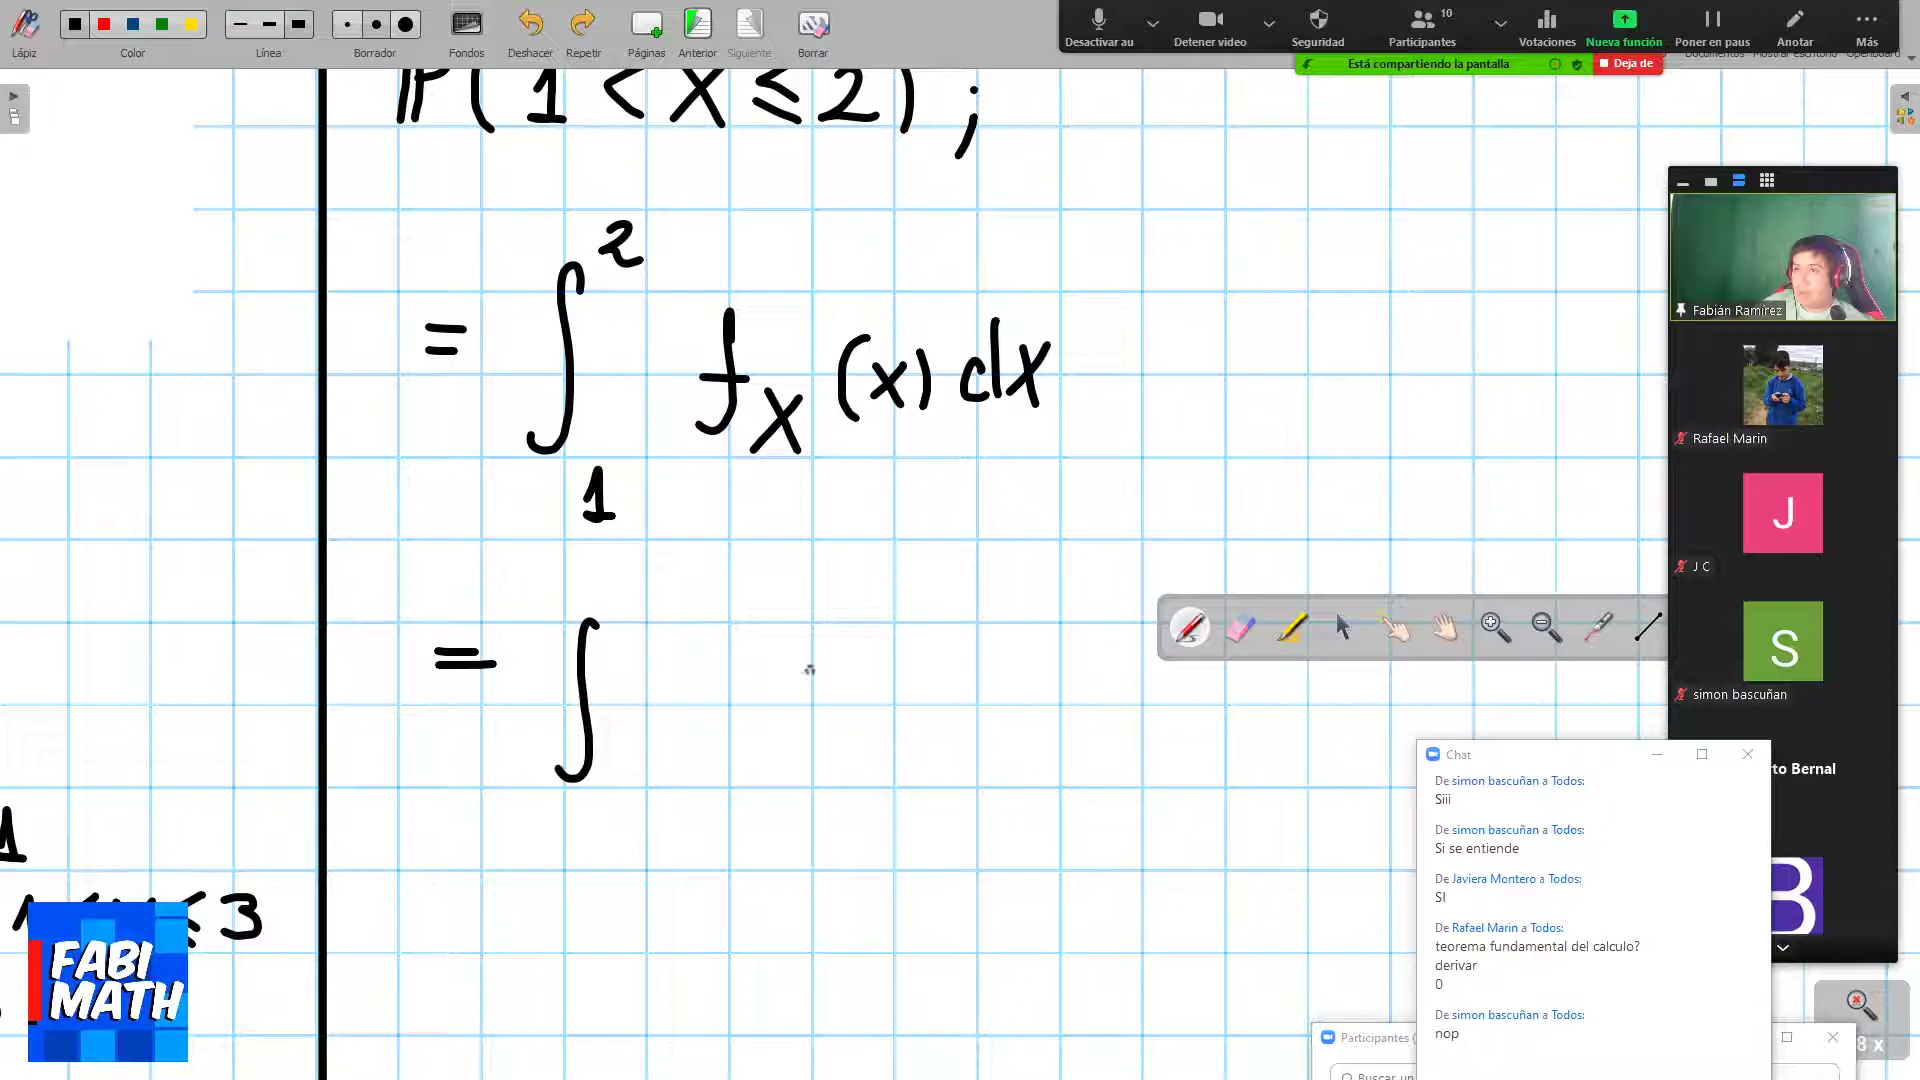 Lápiz Color Línea Borrador Fondos Deshacer Repetir Páginas Anterior Siguiente Borrar
Desactivar au Detener video Seguridad Participantes 10 Votaciones Nueva función Poner en paus Anotar Más
Está compartiendo la pantalla Deja de
P(1 < X ≤ 2) ;
= ∫₁² f_X (x) dx
= ∫
1
≤ 3
FABI
MATH
Fabián Ramírez
Rafael Marin
J
J C
S
simon bascuñan
to Bernal
B
Chat
De simon bascuñan a Todos:
Siii
De simon bascuñan a Todos:
Si se entiende
De Javiera Montero a Todos:
SI
De Rafael Marin a Todos:
teorema fundamental del calculo?
derivar
0
De simon bascuñan a Todos:
nop
Participantes (
Buscar un
8 x